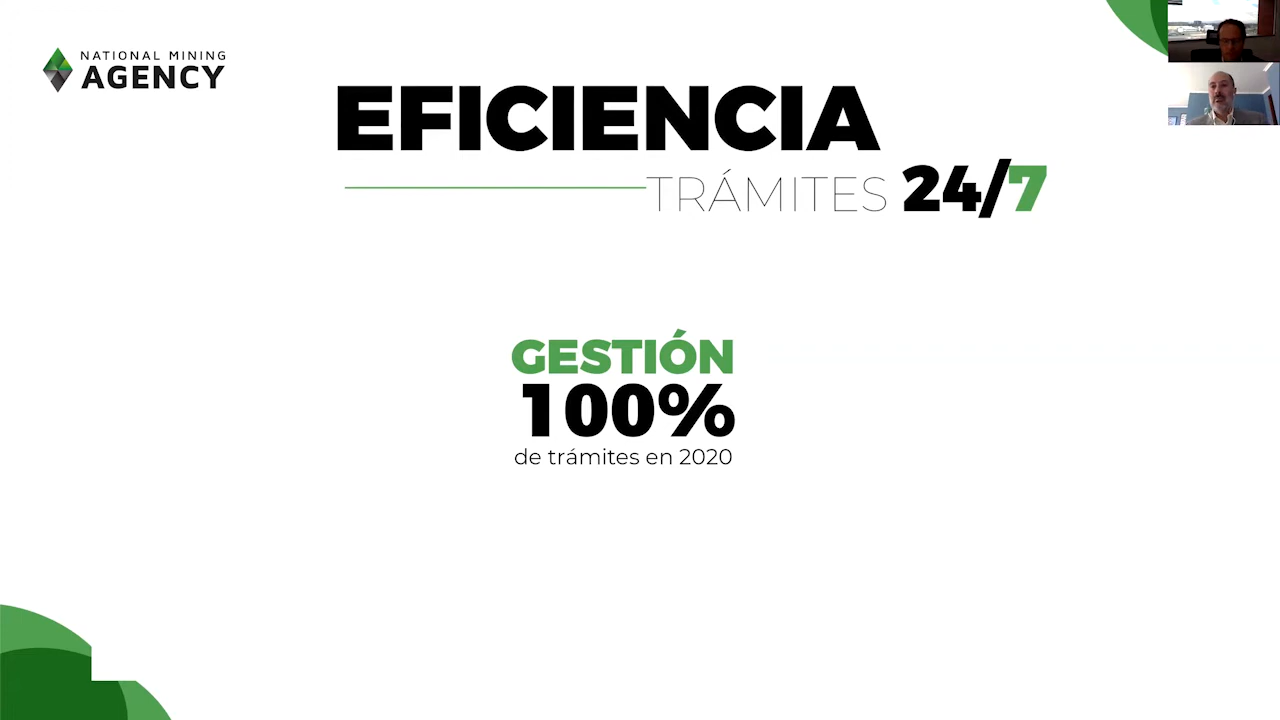 NATIONAL MINING
AGENCY
EFICIENCIA
TRÁMITES 24/7
GESTIÓN
100%
de trámites en 2020